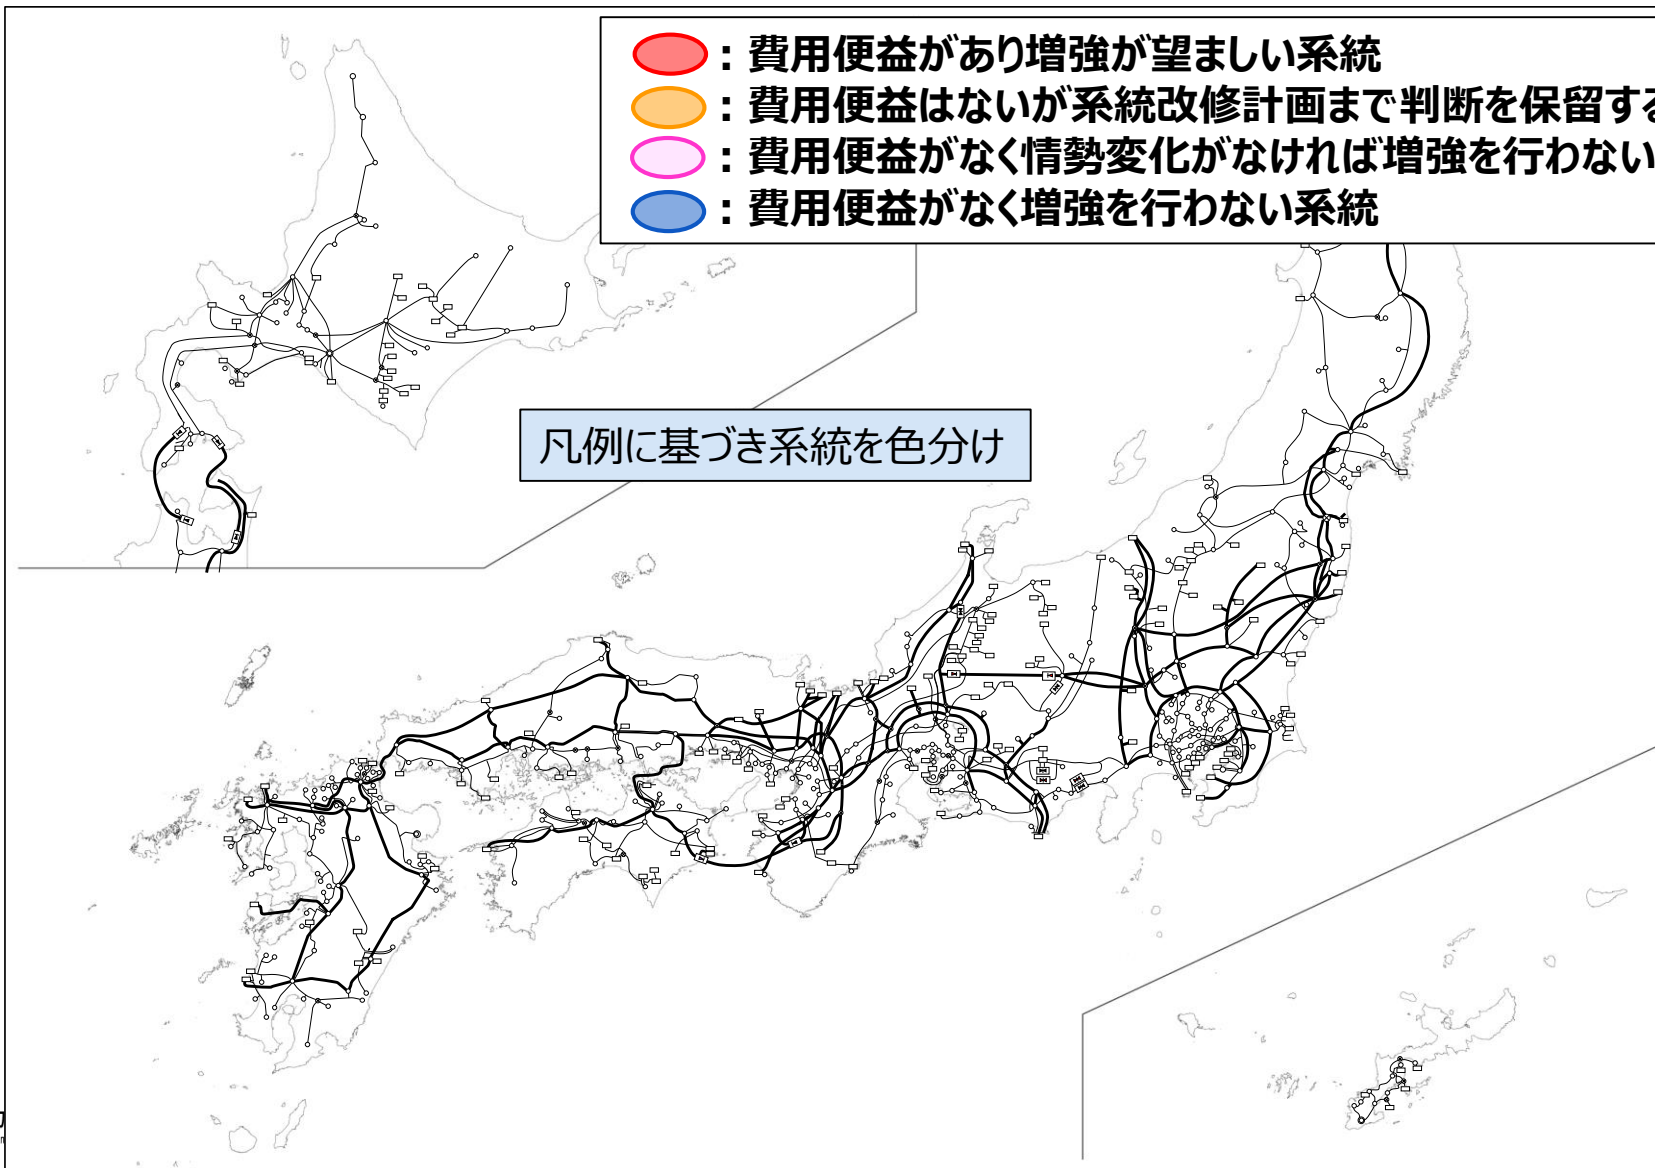 ：費用便益があり増強が望ましい系統
：費用便益はないが系統改修計画まで判断を保留する
：費用便益がなく情勢変化がなければ増強を行わない
：費用便益がなく増強を行わない系統
凡例に基づき系統を色分け